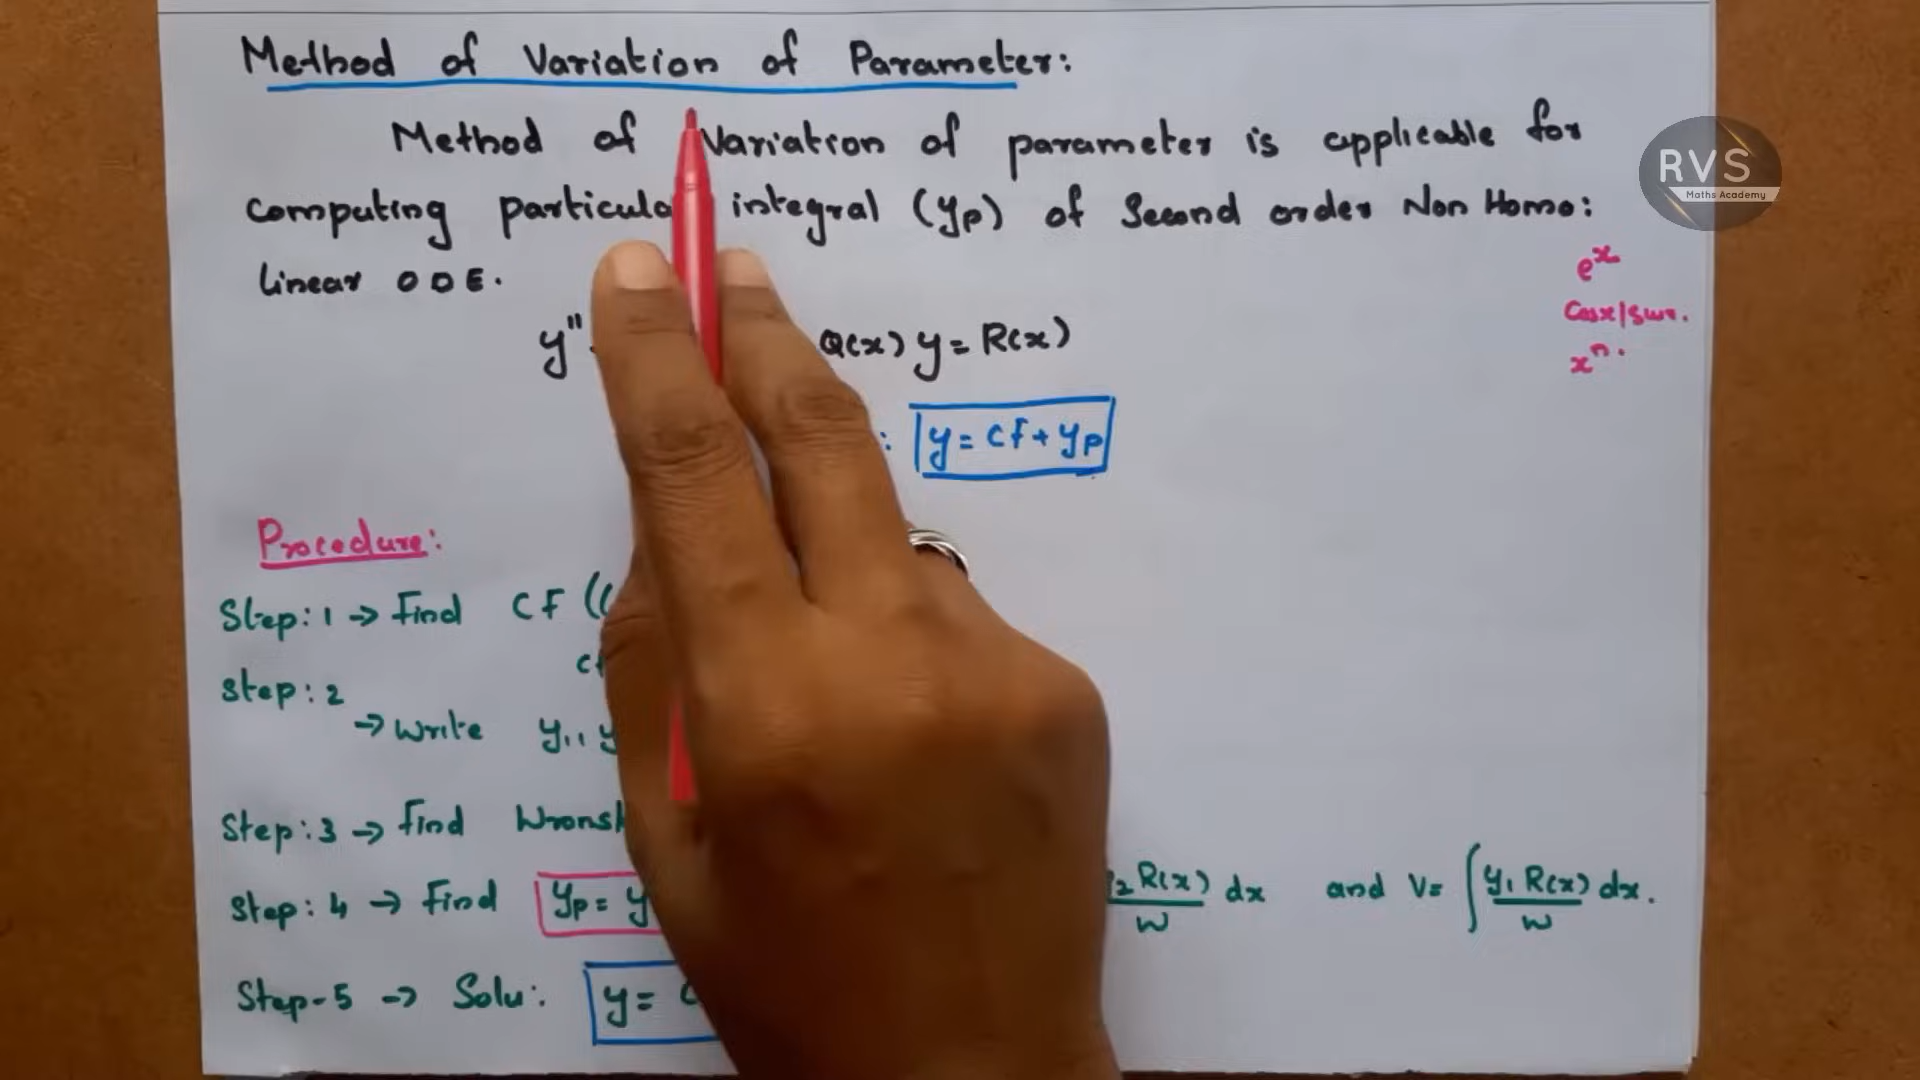 Method of Variation of Parameter:
Method of Variation of parameter is applicable for
computing particula integral (yp) of Second order Non Homo:
linear ODE.
RVS
Maths Academy
e^x
Cosx/sinx.
x^n.
y'' Q(x) y = R(x)
: y = CF + yp
Procedure:
Step: 1 → Find CF ((
CF
Step: 2
→ Write y₁,
Step: 3 → Find
Step: 4 → Find yp = y ₂R(x)/W dx and V = ∫ y₁ R(x)/W dx.
Step-5 → Solu: y = C